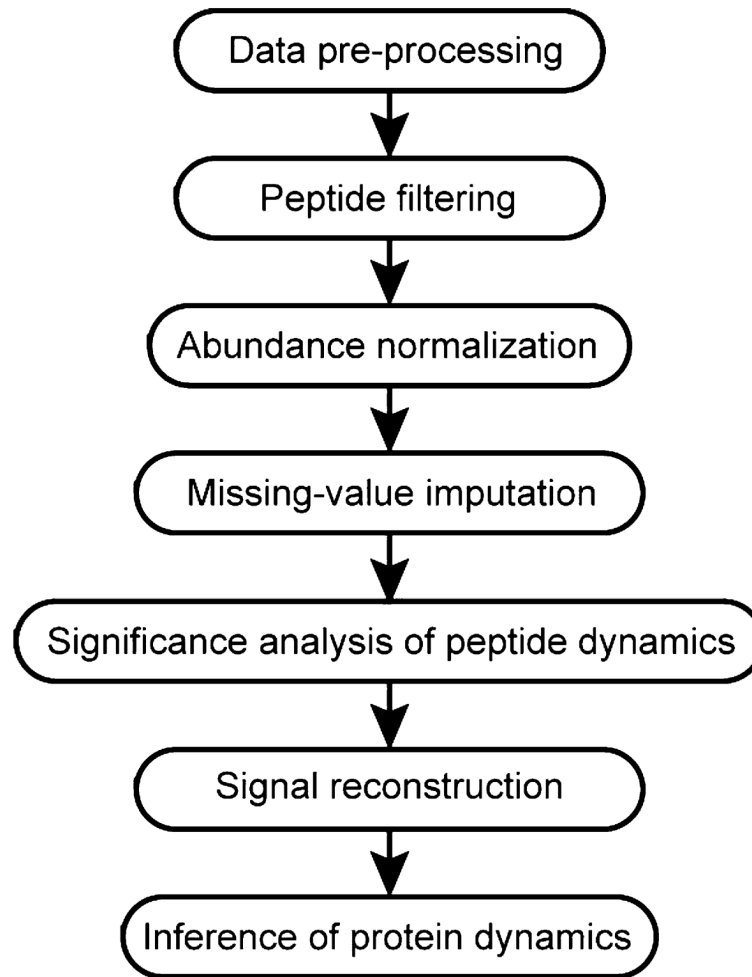 Data pre-processing
Peptide filtering
Abundance normalization
Missing-value imputation
Significance analysis of peptide dynamics
Signal reconstruction
Inference of protein dynamics